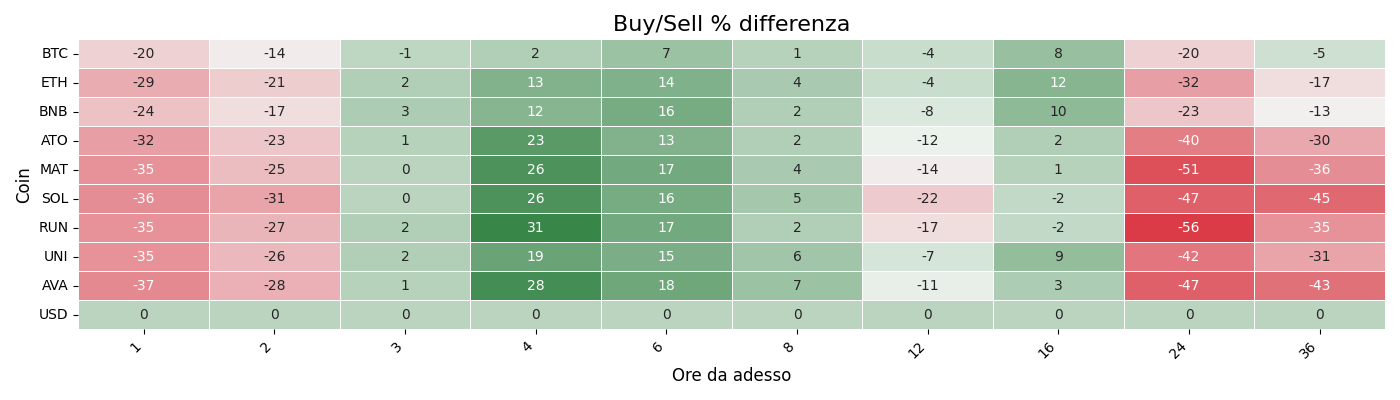 Buy/Sell % differenza
Coin
BTC -20 -14 -1 2 7 1 -4 8 -20 -5
ETH -29 -21 2 13 14 4 -4 12 -32 -17
BNB -24 -17 3 12 16 2 -8 10 -23 -13
ATO -32 -23 1 23 13 2 -12 2 -40 -30
MAT -35 -25 0 26 17 4 -14 1 -51 -36
SOL -36 -31 0 26 16 5 -22 -2 -47 -45
RUN -35 -27 2 31 17 2 -17 -2 -56 -35
UNI -35 -26 2 19 15 6 -7 9 -42 -31
AVA -37 -28 1 28 18 7 -11 3 -47 -43
USD 0 0 0 0 0 0 0 0 0 0
1 2 3 4 6 8 12 16 24 36
Ore da adesso